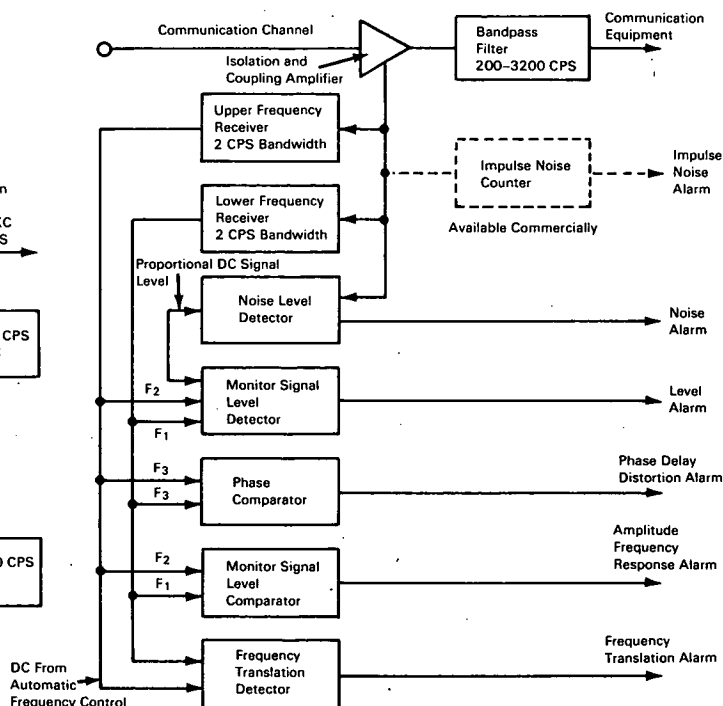 Communication Channel
Isolation and
Coupling Amplifier
Bandpass
Filter
200–3200 CPS
Communication
Equipment
Upper Frequency
Receiver
2 CPS Bandwidth
Impulse Noise
Counter
Available Commercially
Impulse
Noise
Alarm
Lower Frequency
Receiver
2 CPS Bandwidth
Proportional DC Signal
Level
Noise Level
Detector
Noise
Alarm
CPS
F2
F1
Monitor Signal
Level
Detector
Level
Alarm
F3
F3
Phase
Comparator
Phase Delay
Distortion Alarm
CPS
F2
F1
Monitor Signal
Level
Comparator
Amplitude
Frequency
Response Alarm
Frequency
Translation
Detector
Frequency
Translation Alarm
DC From
Automatic
Frequency Control